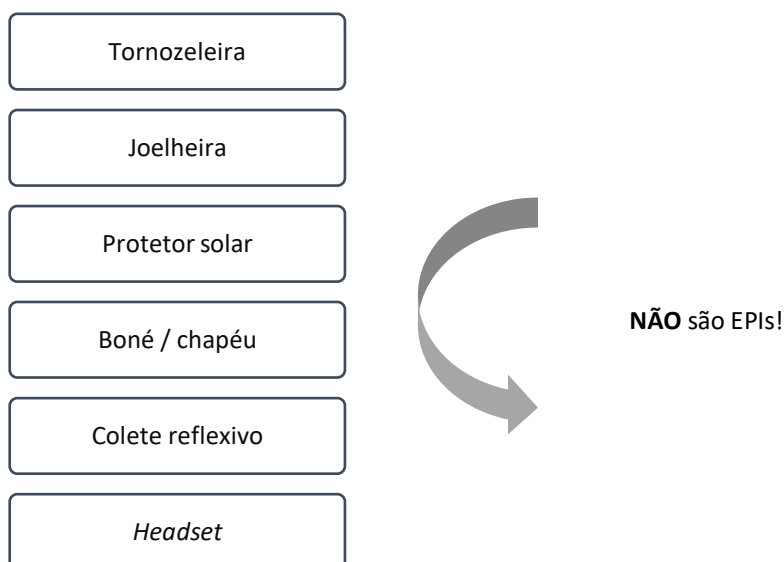 Tornozeleira
Joelheira
Protetor solar
Boné / chapéu
Colete reflexivo
Headset
NÃO são EPIs!